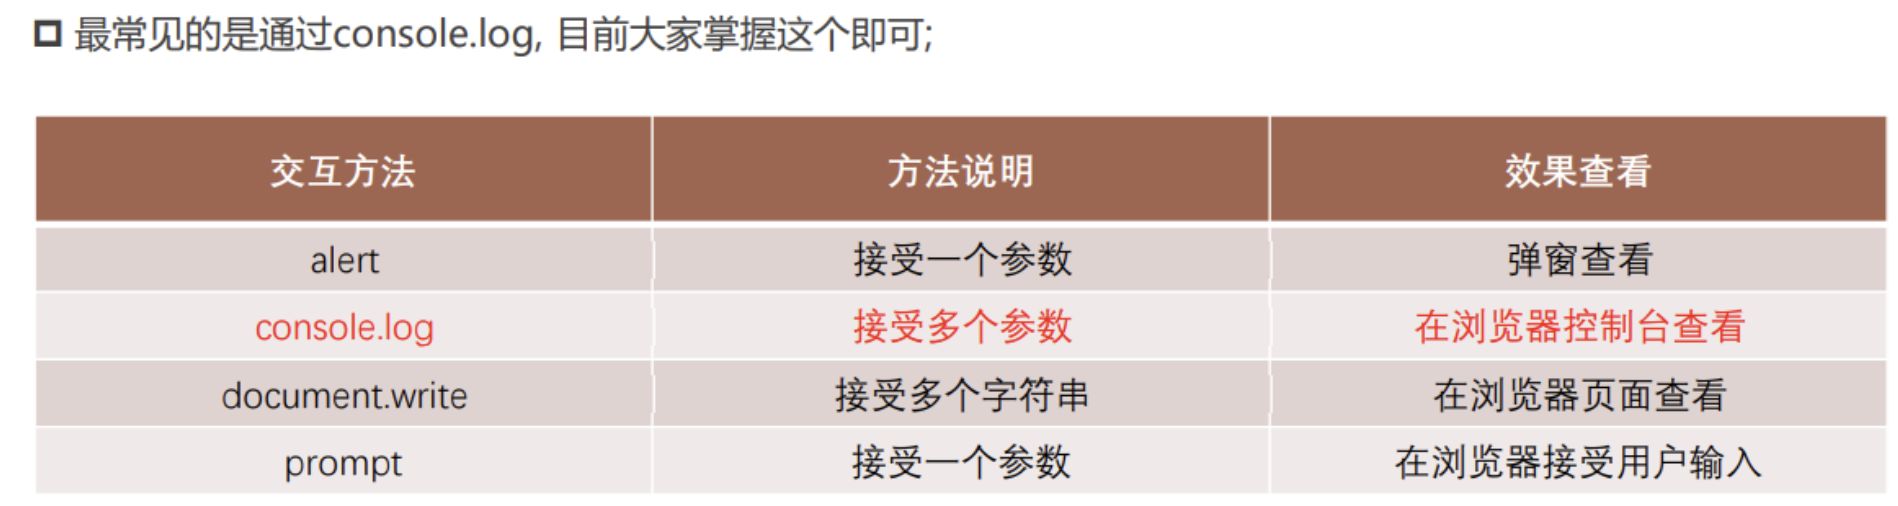 最常见的是通过console.log, 目前大家掌握这个即可;
交互方法 方法说明 效果查看
alert 接受一个参数 弹窗查看
console.log 接受多个参数 在浏览器控制台查看
document.write 接受多个字符串 在浏览器页面查看
prompt 接受一个参数 在浏览器接受用户输入